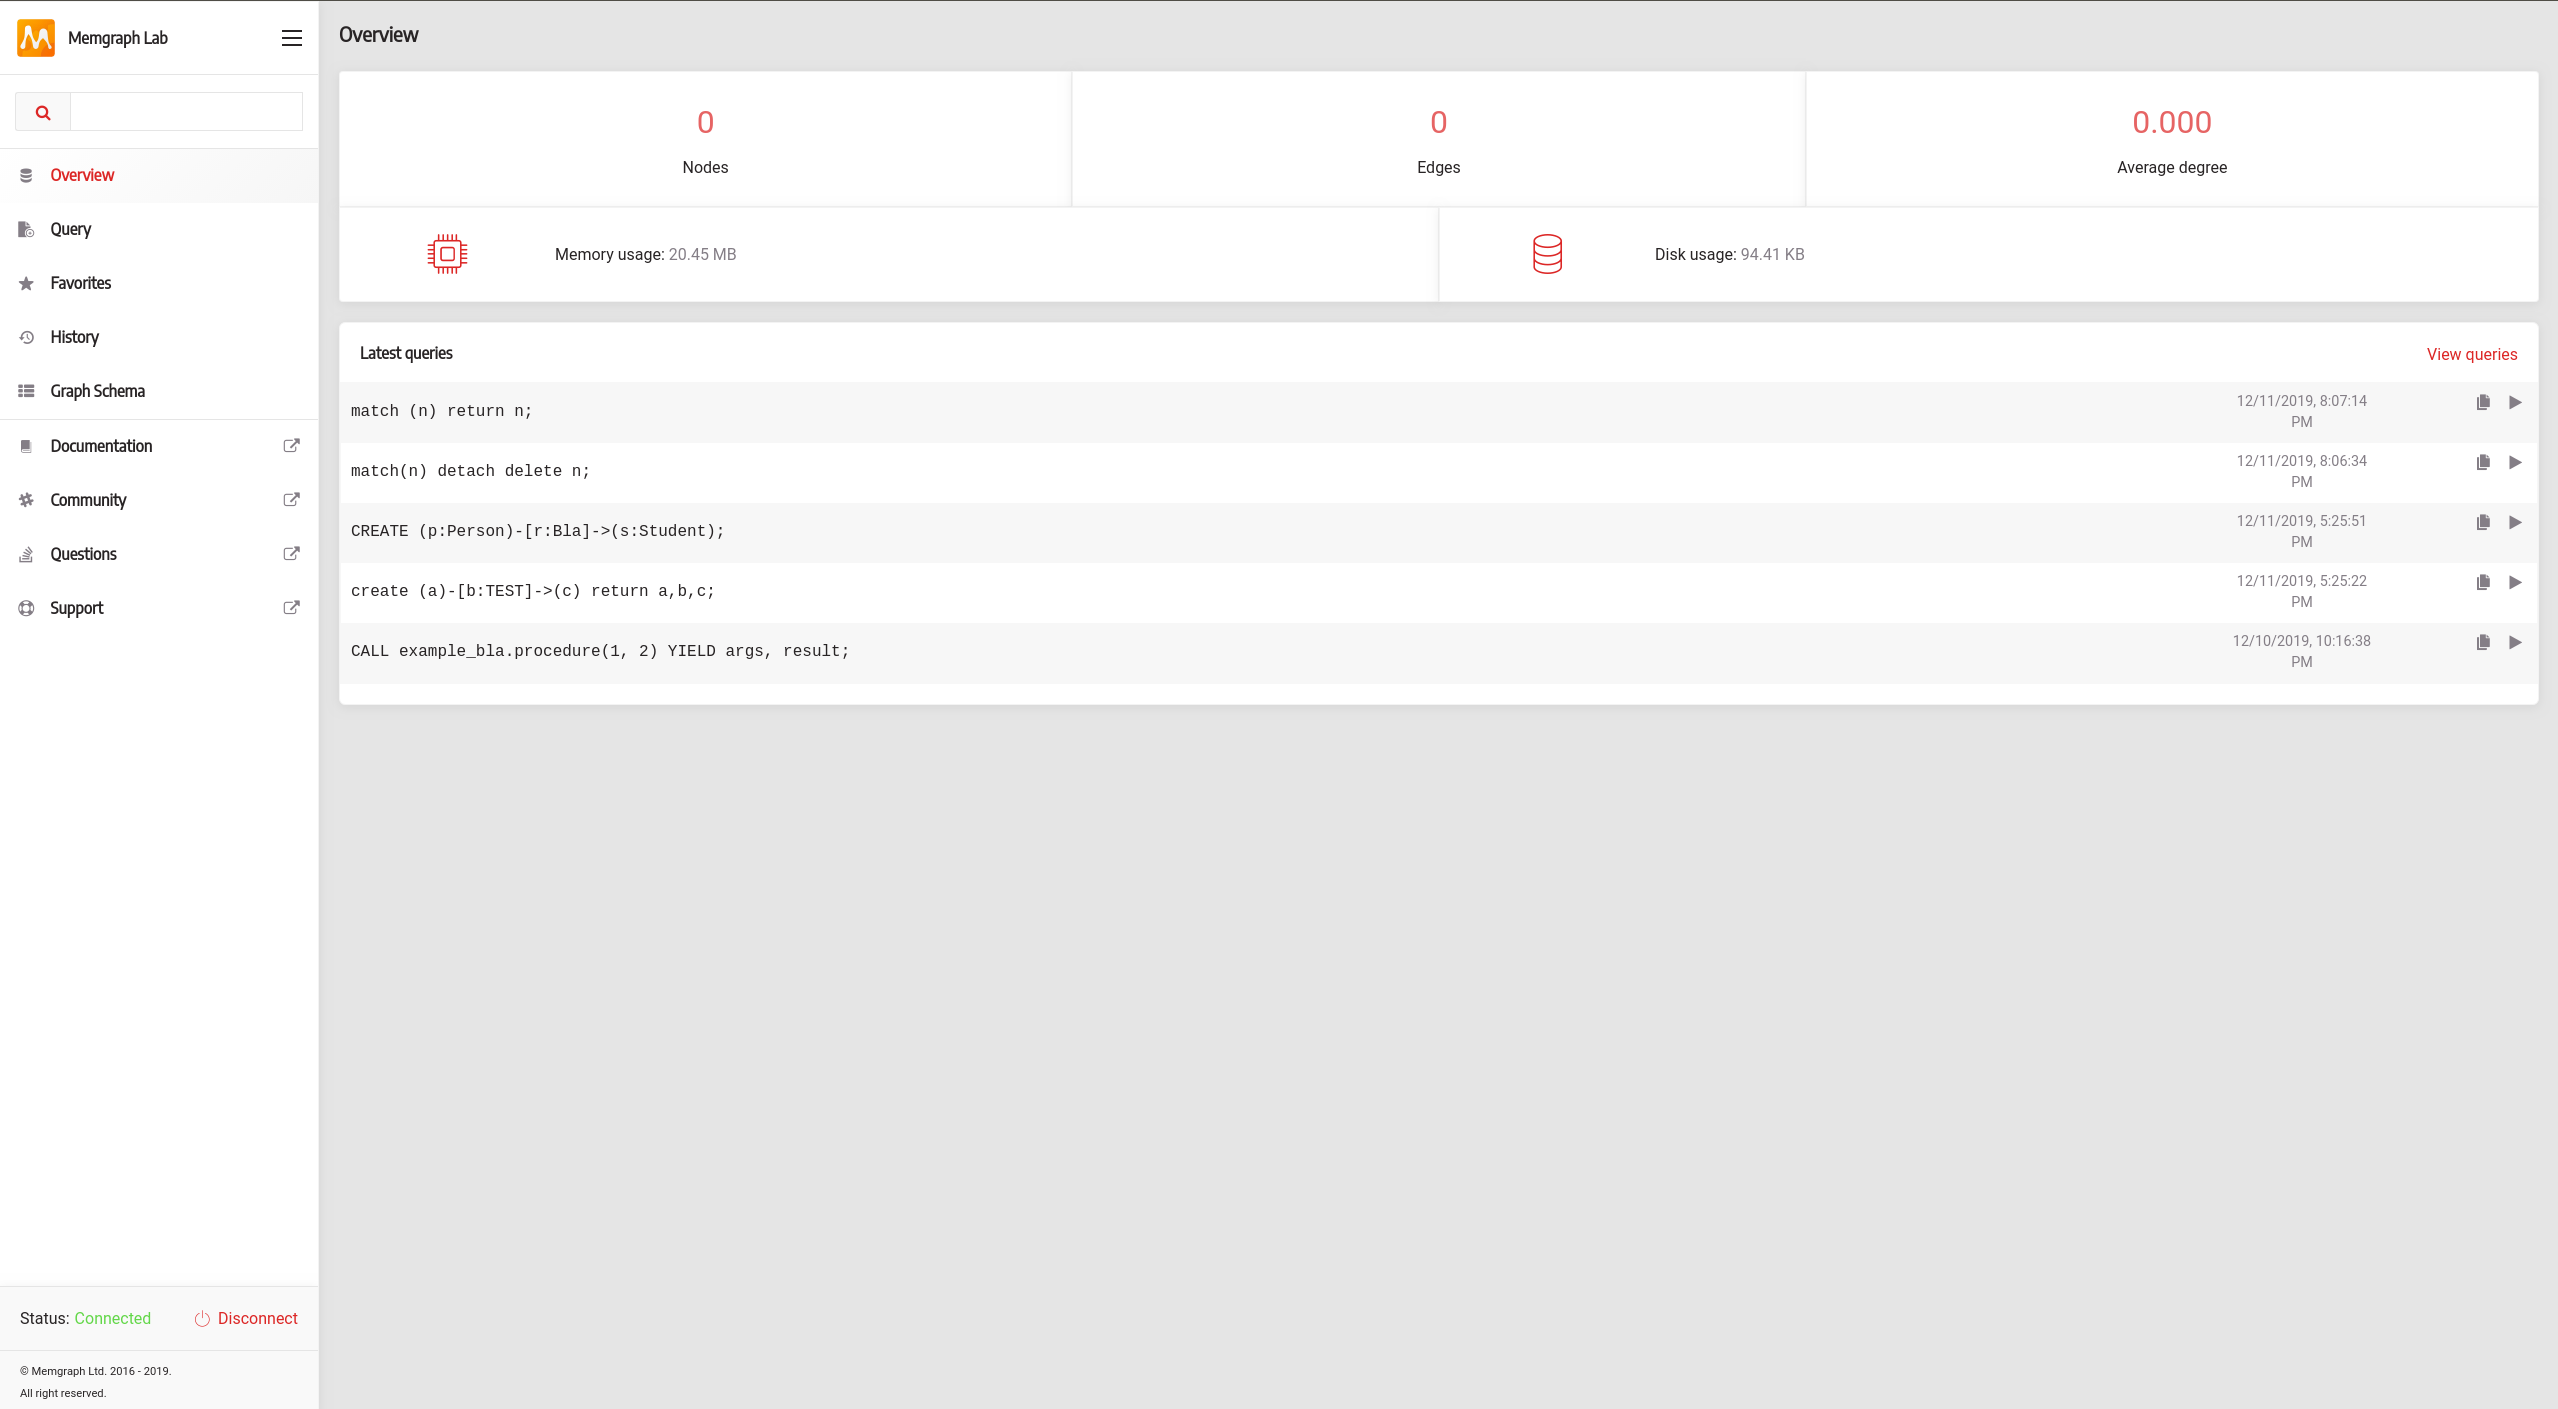 Memgraph Lab
Overview
Query
Favorites
History
Graph Schema
Documentation
Community
Questions
Support
Status: Connected
Disconnect
© Memgraph Ltd. 2016 - 2019.
All right reserved.
Overview
0
Nodes
0
Edges
0.000
Average degree
Memory usage: 20.45 MB
Disk usage: 94.41 KB
Latest queries
View queries
match (n) return n;
12/11/2019, 8:07:14
PM
match(n) detach delete n;
12/11/2019, 8:06:34
PM
CREATE (p:Person)-[r:Bla]->(s:Student);
12/11/2019, 5:25:51
PM
create (a)-[b:TEST]->(c) return a,b,c;
12/11/2019, 5:25:22
PM
CALL example_bla.procedure(1, 2) YIELD args, result;
12/10/2019, 10:16:38
PM